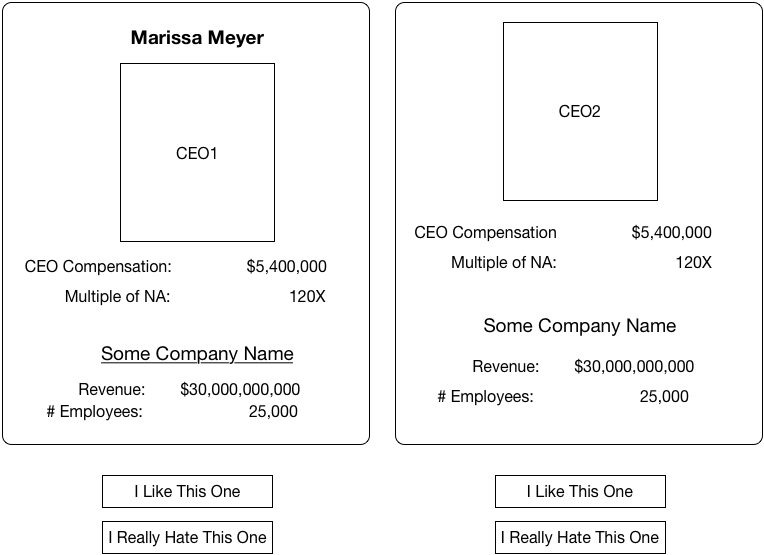 Marissa Meyer
CEO1
CEO Compensation: $5,400,000
Multiple of NA: 120X
Some Company Name
Revenue: $30,000,000,000
# Employees: 25,000
I Like This One
I Really Hate This One
CEO2
CEO Compensation $5,400,000
Multiple of NA: 120X
Some Company Name
Revenue: $30,000,000,000
# Employees: 25,000
I Like This One
I Really Hate This One